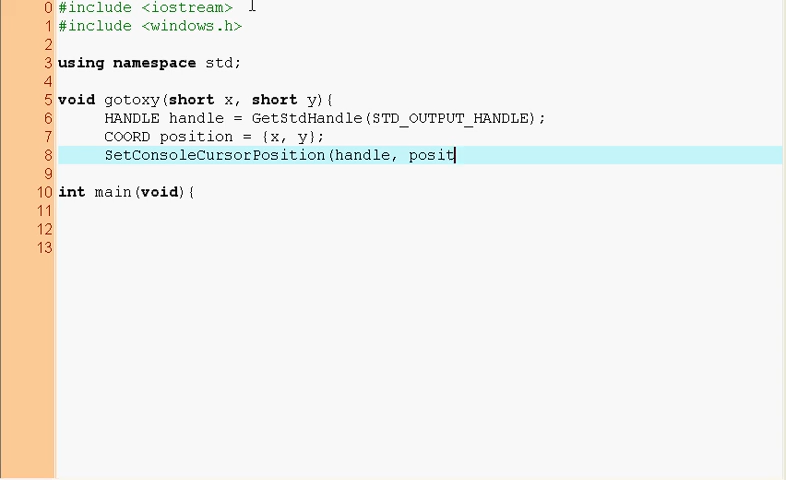 0 #include <iostream>
1 #include <windows.h>
2
3 using namespace std;
4
5 void gotoxy(short x, short y){
6 HANDLE handle = GetStdHandle(STD_OUTPUT_HANDLE);
7 COORD position = {x, y};
8 SetConsoleCursorPosition(handle, posit
9
10 int main(void){
11
12
13